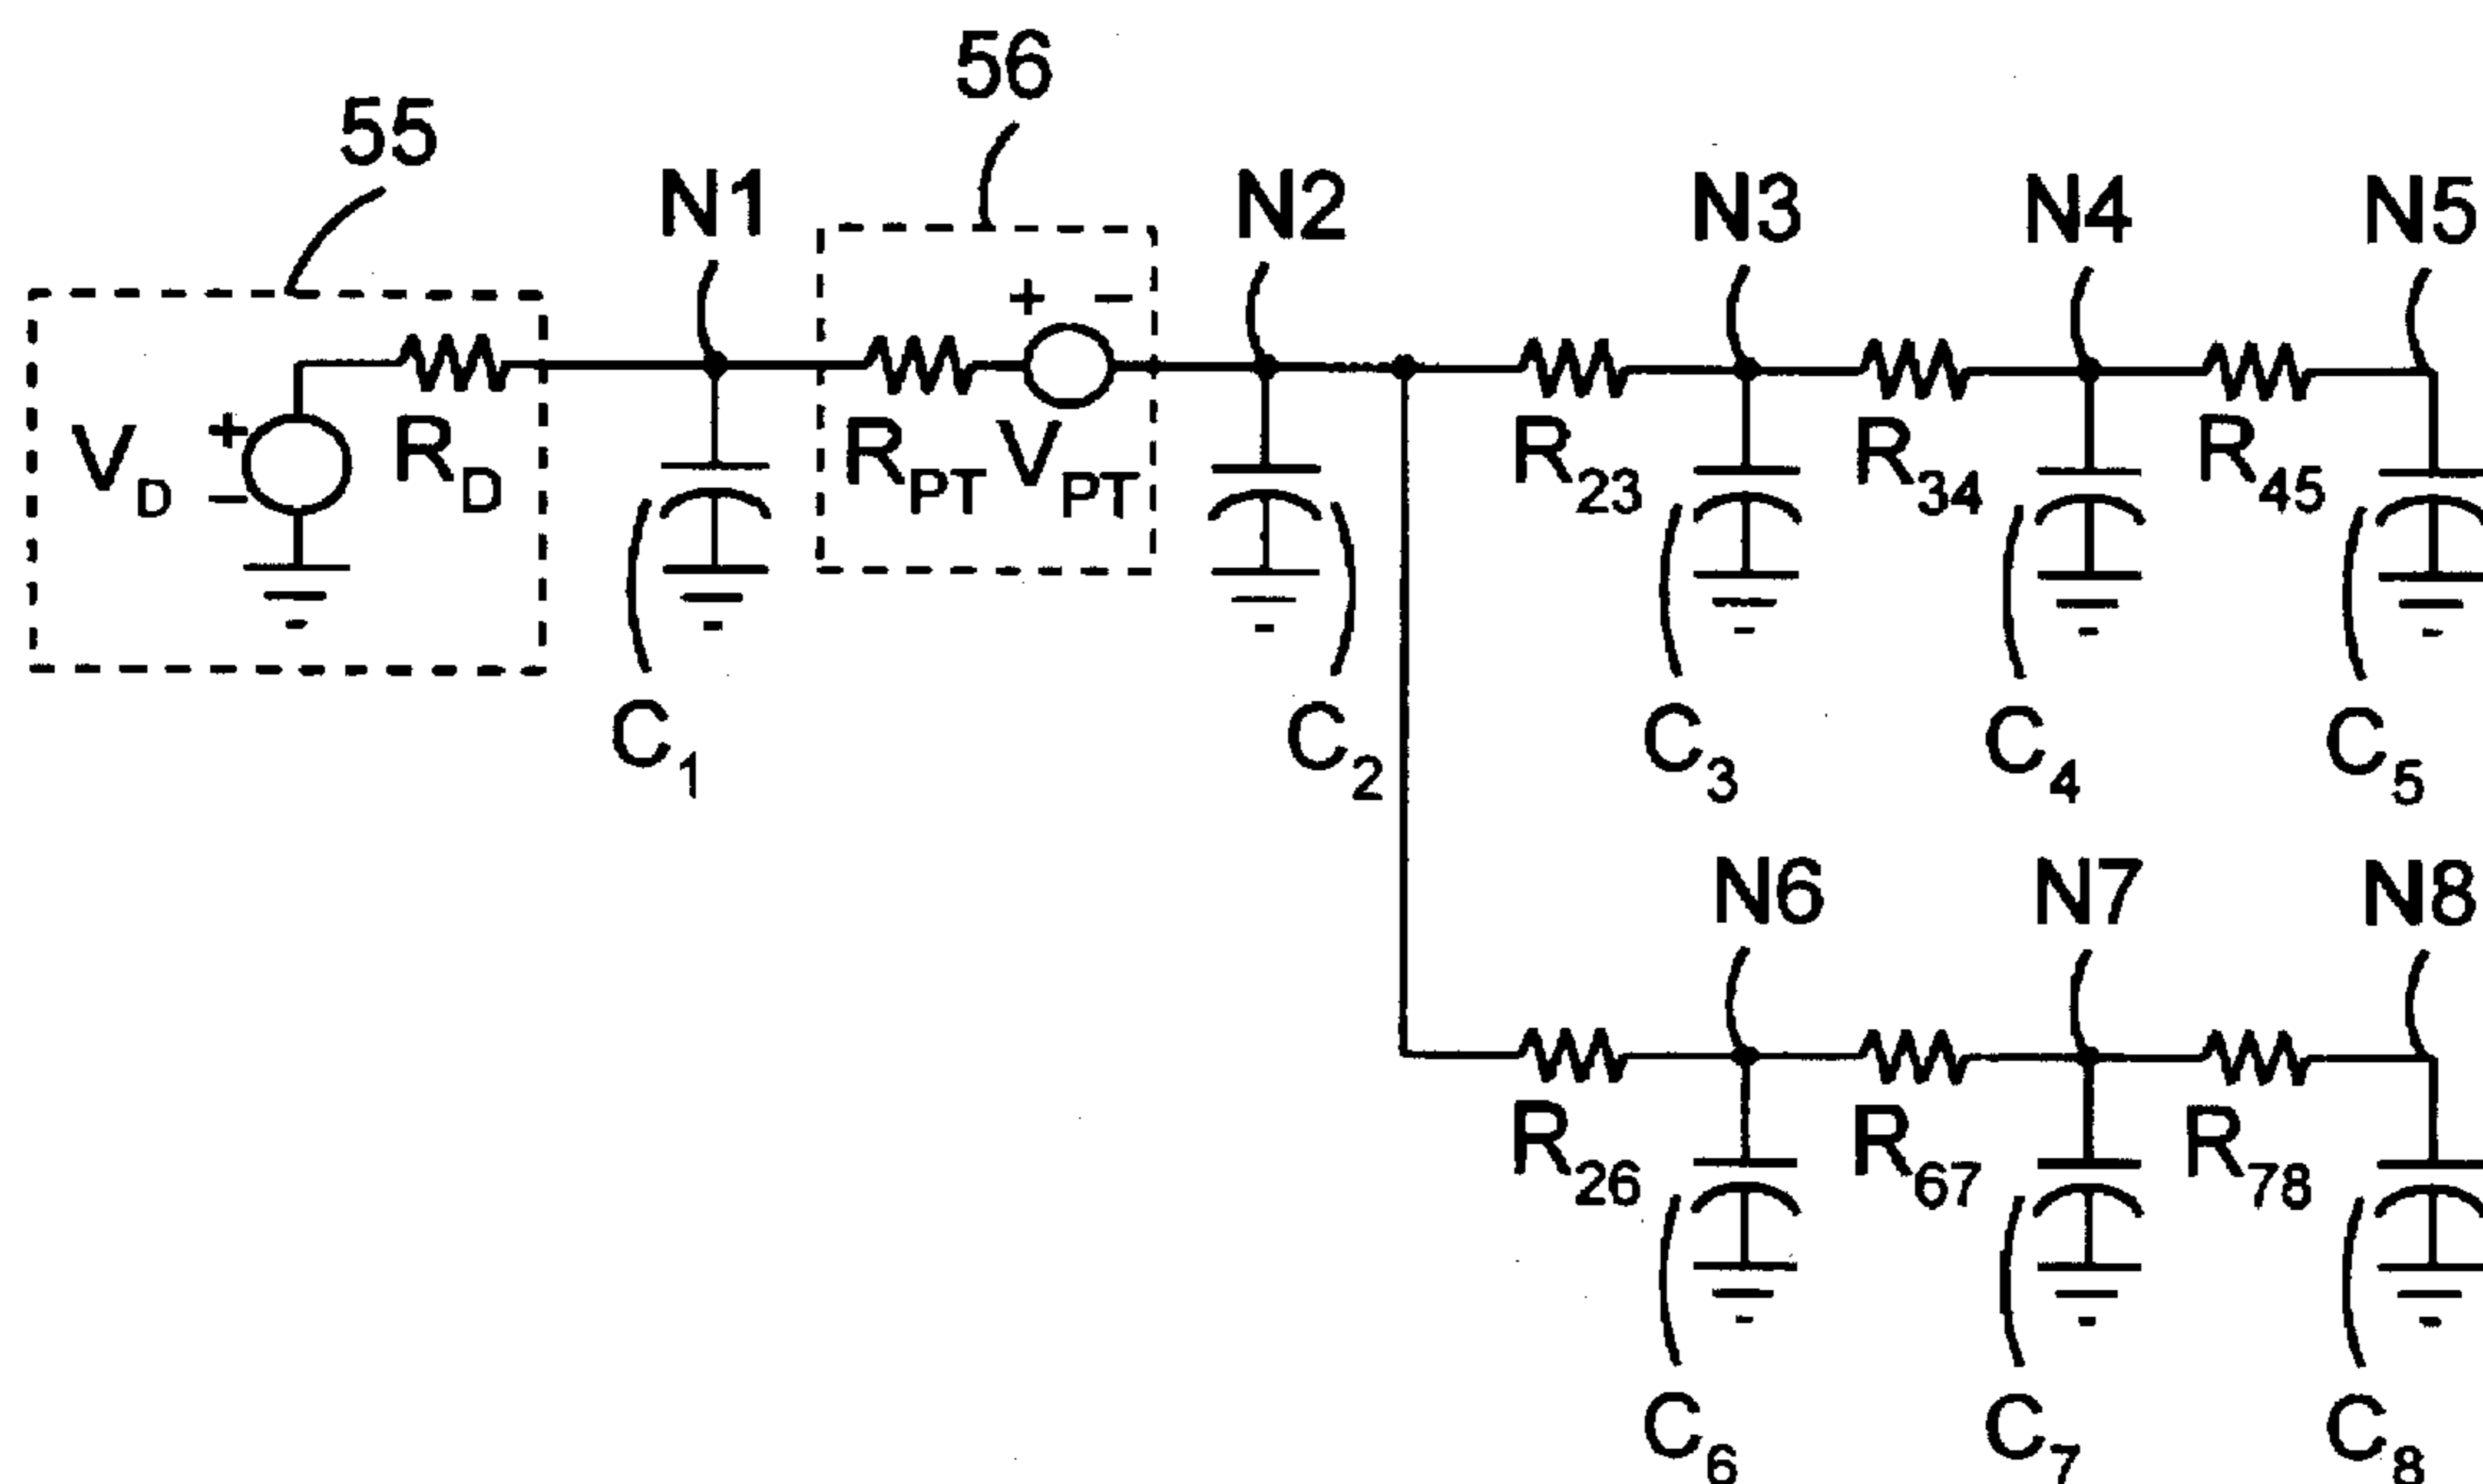 56
55
N1 N2 N3 N4 N5
+ −
V_D + − R_D R_PT V_PT R_23 R_34 R_45
C_1 C_2 C_3 C_4 C_5
N6 N7 N8
R_26 R_67 R_78
C_6 C_7 C_8